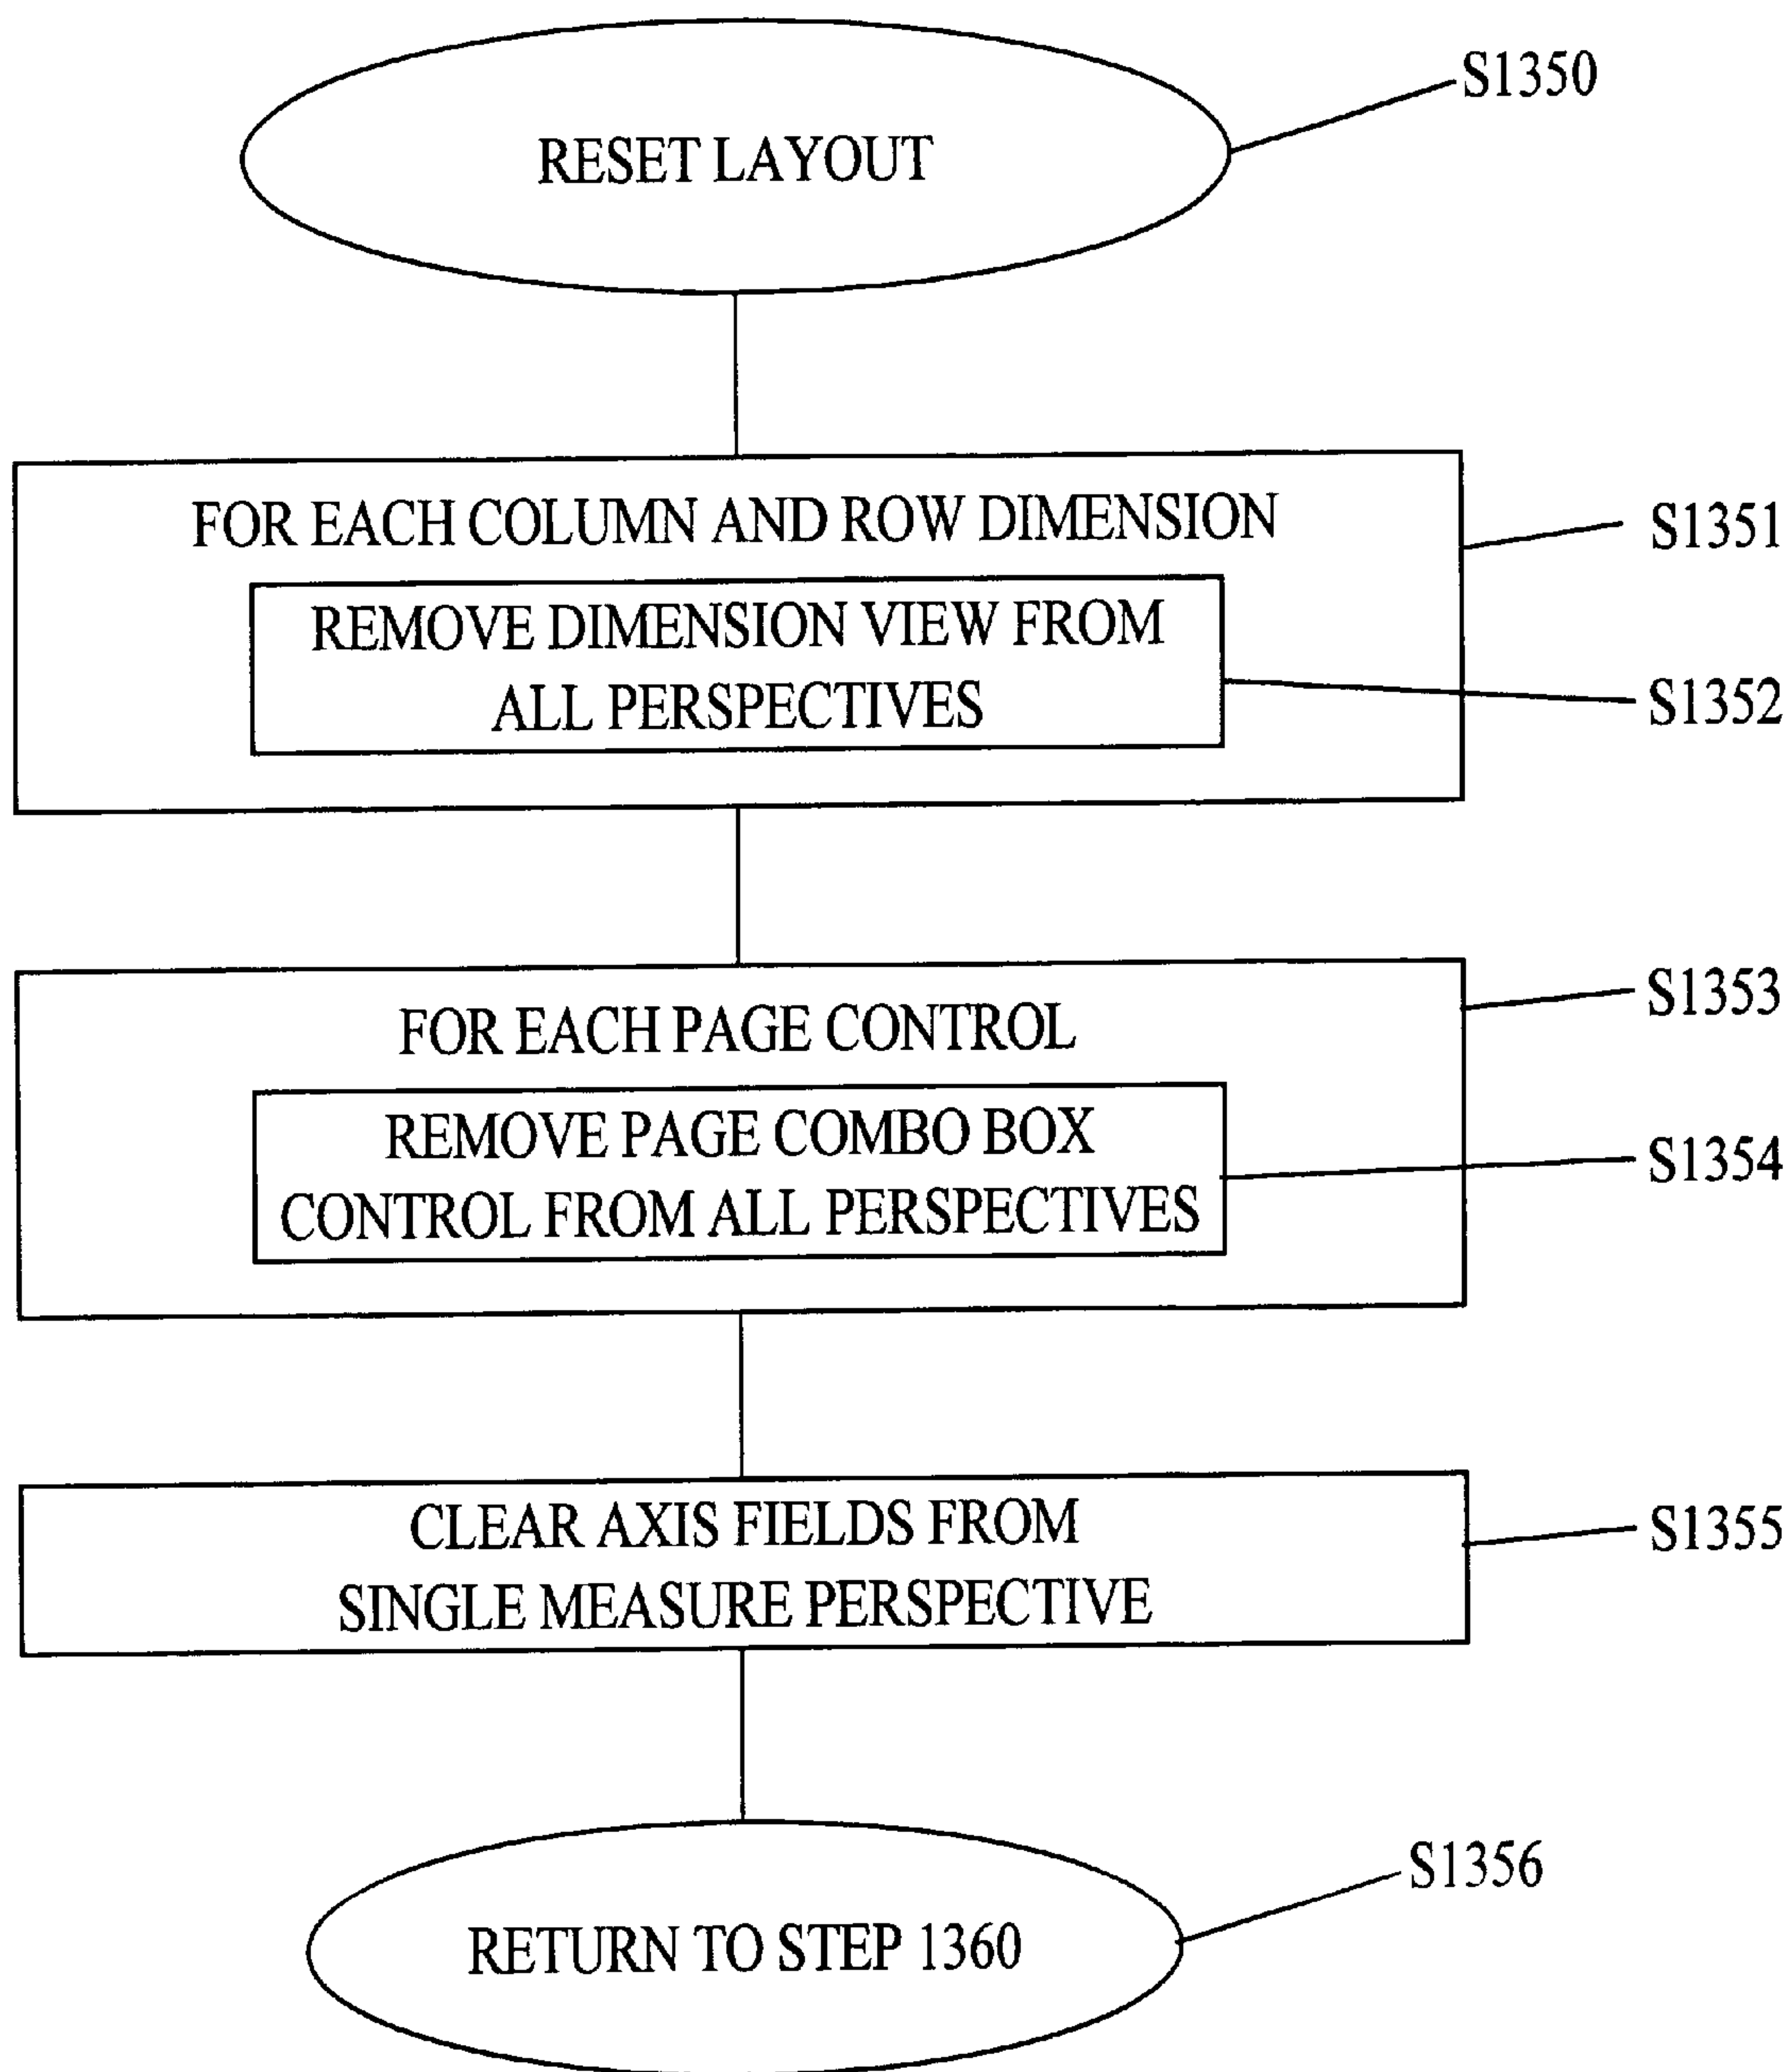 S1350
RESET LAYOUT
FOR EACH COLUMN AND ROW DIMENSION
S1351
REMOVE DIMENSION VIEW FROM
ALL PERSPECTIVES
S1352
FOR EACH PAGE CONTROL
S1353
REMOVE PAGE COMBO BOX
CONTROL FROM ALL PERSPECTIVES
S1354
CLEAR AXIS FIELDS FROM
SINGLE MEASURE PERSPECTIVE
S1355
S1356
RETURN TO STEP 1360